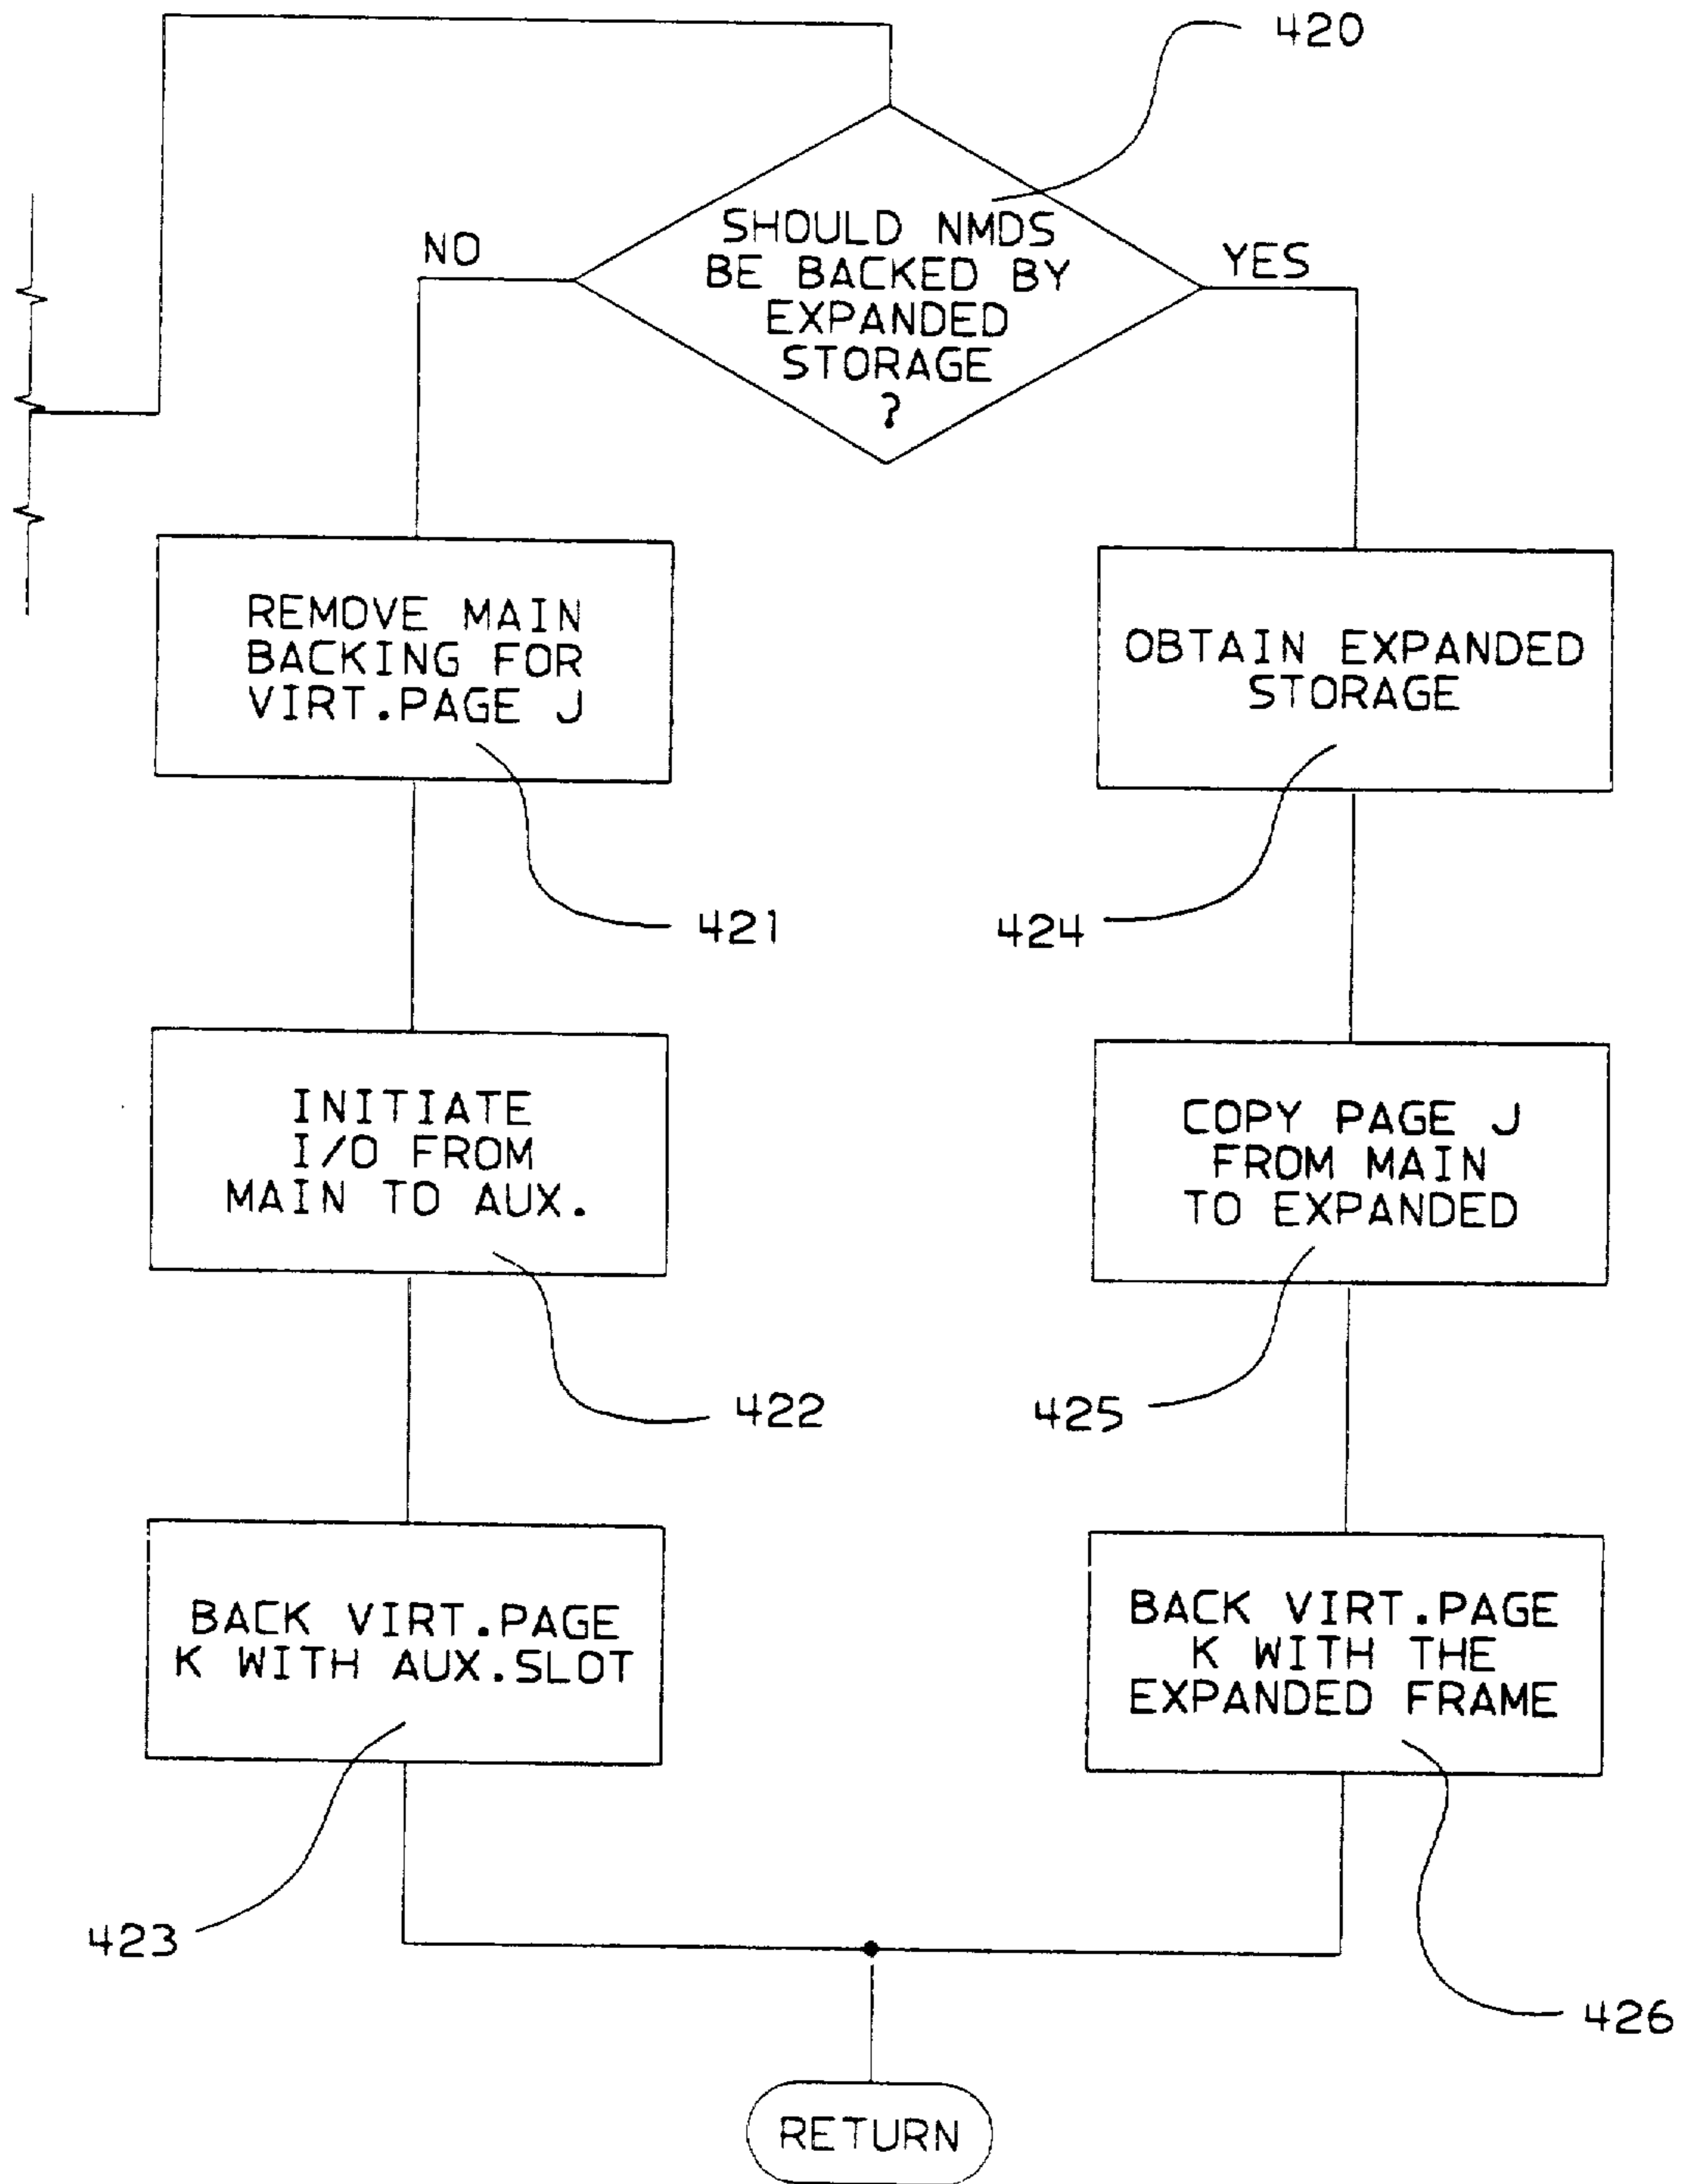 420
SHOULD NMDS
BE BACKED BY
EXPANDED
STORAGE
?
NO
YES
REMOVE MAIN
BACKING FOR
VIRT.PAGE J
421
OBTAIN EXPANDED
STORAGE
424
INITIATE
I/O FROM
MAIN TO AUX.
422
COPY PAGE J
FROM MAIN
TO EXPANDED
425
BACK VIRT.PAGE
K WITH AUX.SLOT
423
BACK VIRT.PAGE
K WITH THE
EXPANDED FRAME
426
RETURN